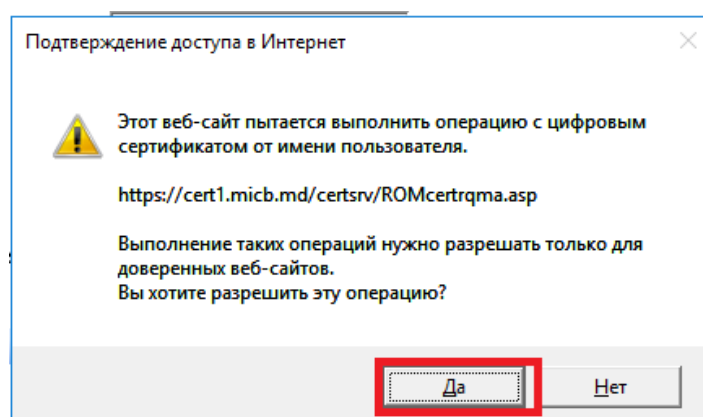 Подтверждение доступа в Интернет
Этот веб-сайт пытается выполнить операцию с цифровым
сертификатом от имени пользователя.
https://cert1.micb.md/certsrv/ROMcertrqma.asp
Выполнение таких операций нужно разрешать только для
доверенных веб-сайтов.
Вы хотите разрешить эту операцию?
Да
Нет